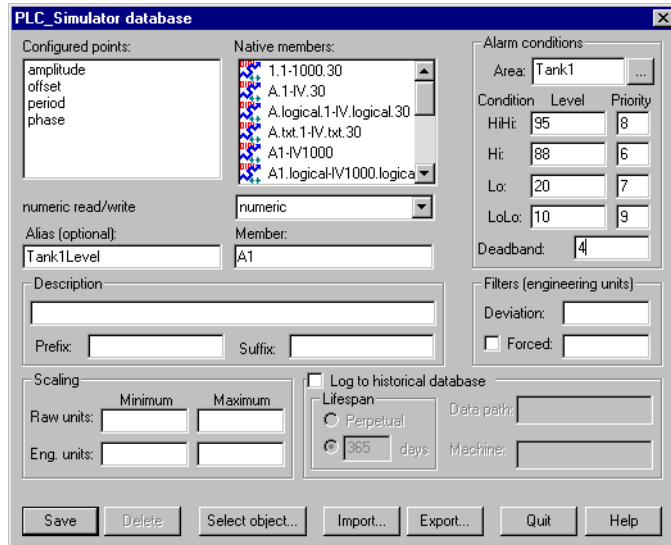 PLC_Simulator database
Configured points:
amplitude
offset
period
phase
Native members:
1.1-1000.30
A.1-IV.30
A.logical.1-IV.logical.30
A.txt.1-IV.txt.30
A1-IV1000
A1.logical-IV1000.logica
numeric read/write
numeric
Alias (optional):
Tank1Level
Member:
A1
Alarm conditions
Area: Tank1 ...
Condition Level Priority
HiHi: 95 8
Hi: 88 6
Lo: 20 7
LoLo: 10 9
Deadband: 4
Description
Prefix: Suffix:
Filters (engineering units)
Deviation:
Forced:
Scaling
Minimum Maximum
Raw units:
Eng. units:
Log to historical database
Lifespan
Perpetual
365 days
Data path:
Machine:
Save Delete Select object... Import... Export... Quit Help